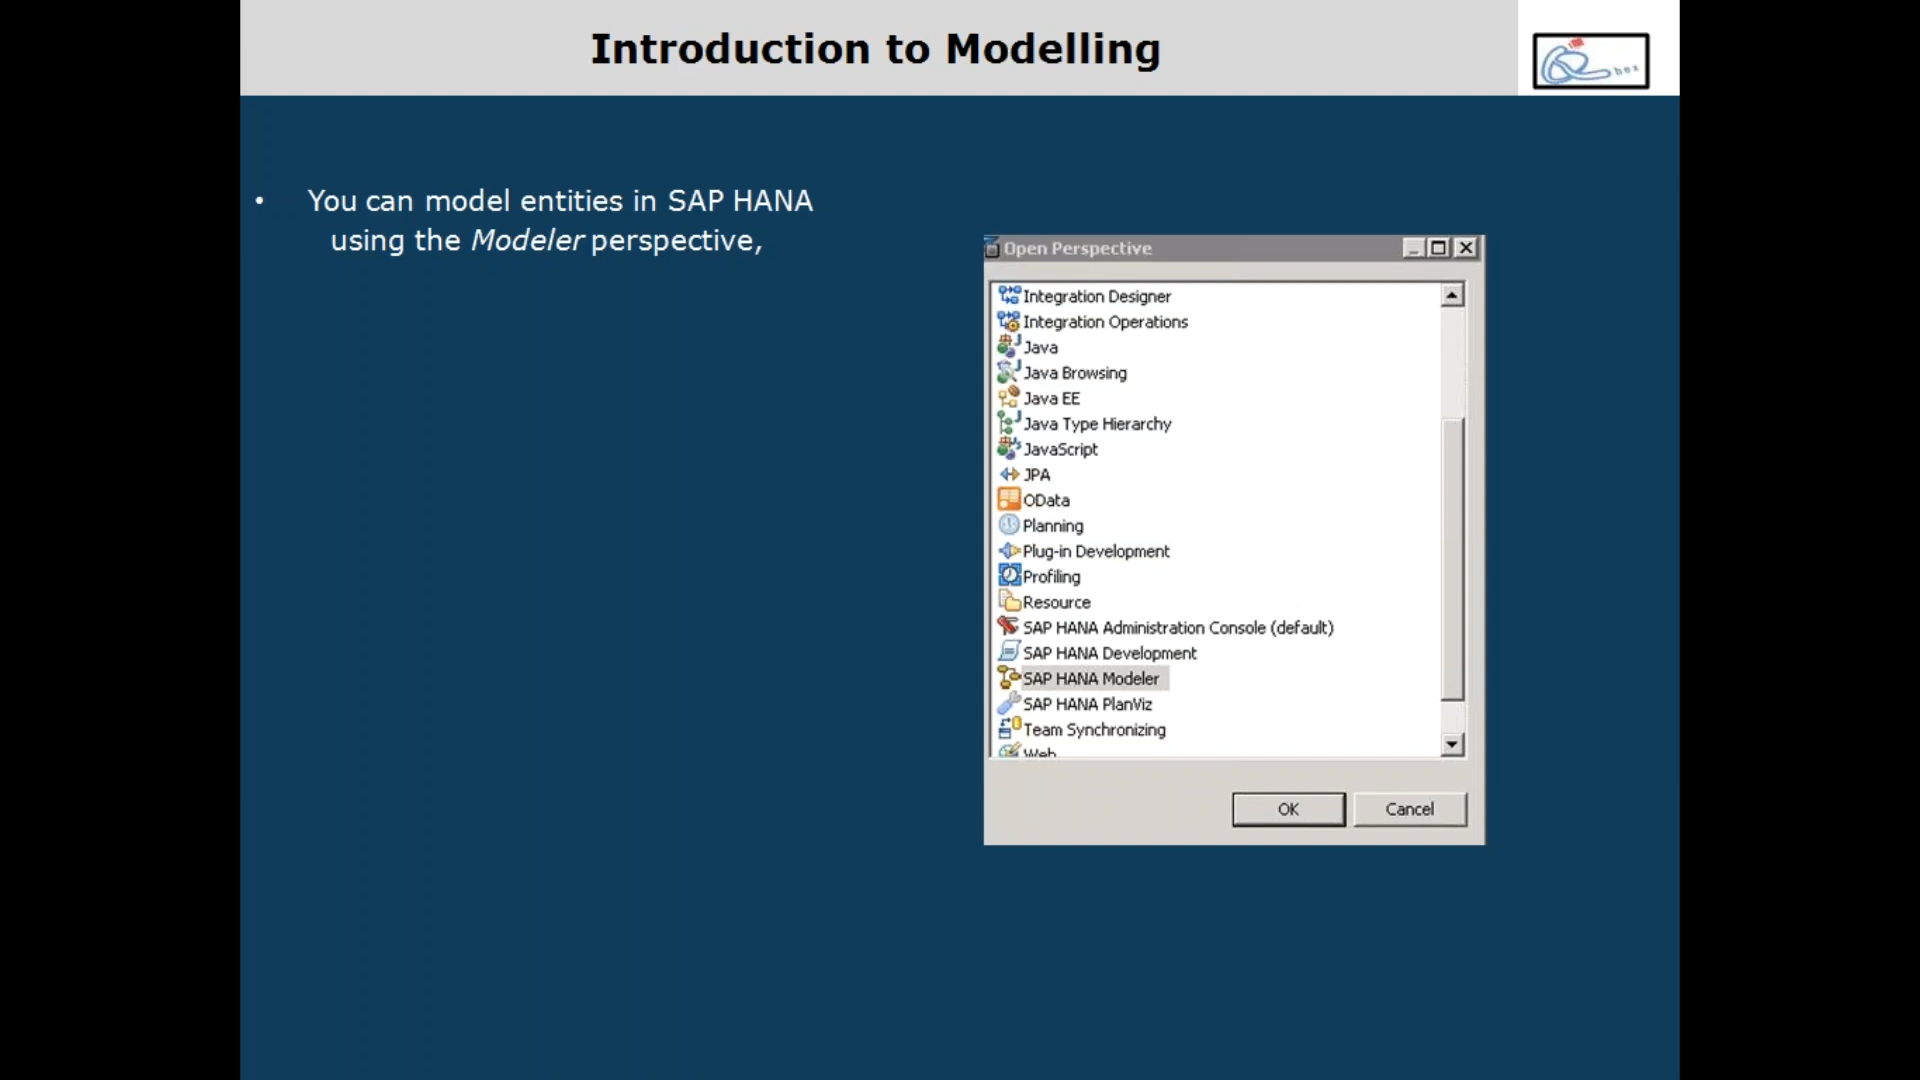 Introduction to Modelling
box
• You can model entities in SAP HANA
using the Modeler perspective,
Open Perspective
Integration Designer
Integration Operations
Java
Java Browsing
Java EE
Java Type Hierarchy
JavaScript
JPA
OData
Planning
Plug-in Development
Profiling
Resource
SAP HANA Administration Console (default)
SAP HANA Development
SAP HANA Modeler
SAP HANA PlanViz
Team Synchronizing
Web
OK
Cancel